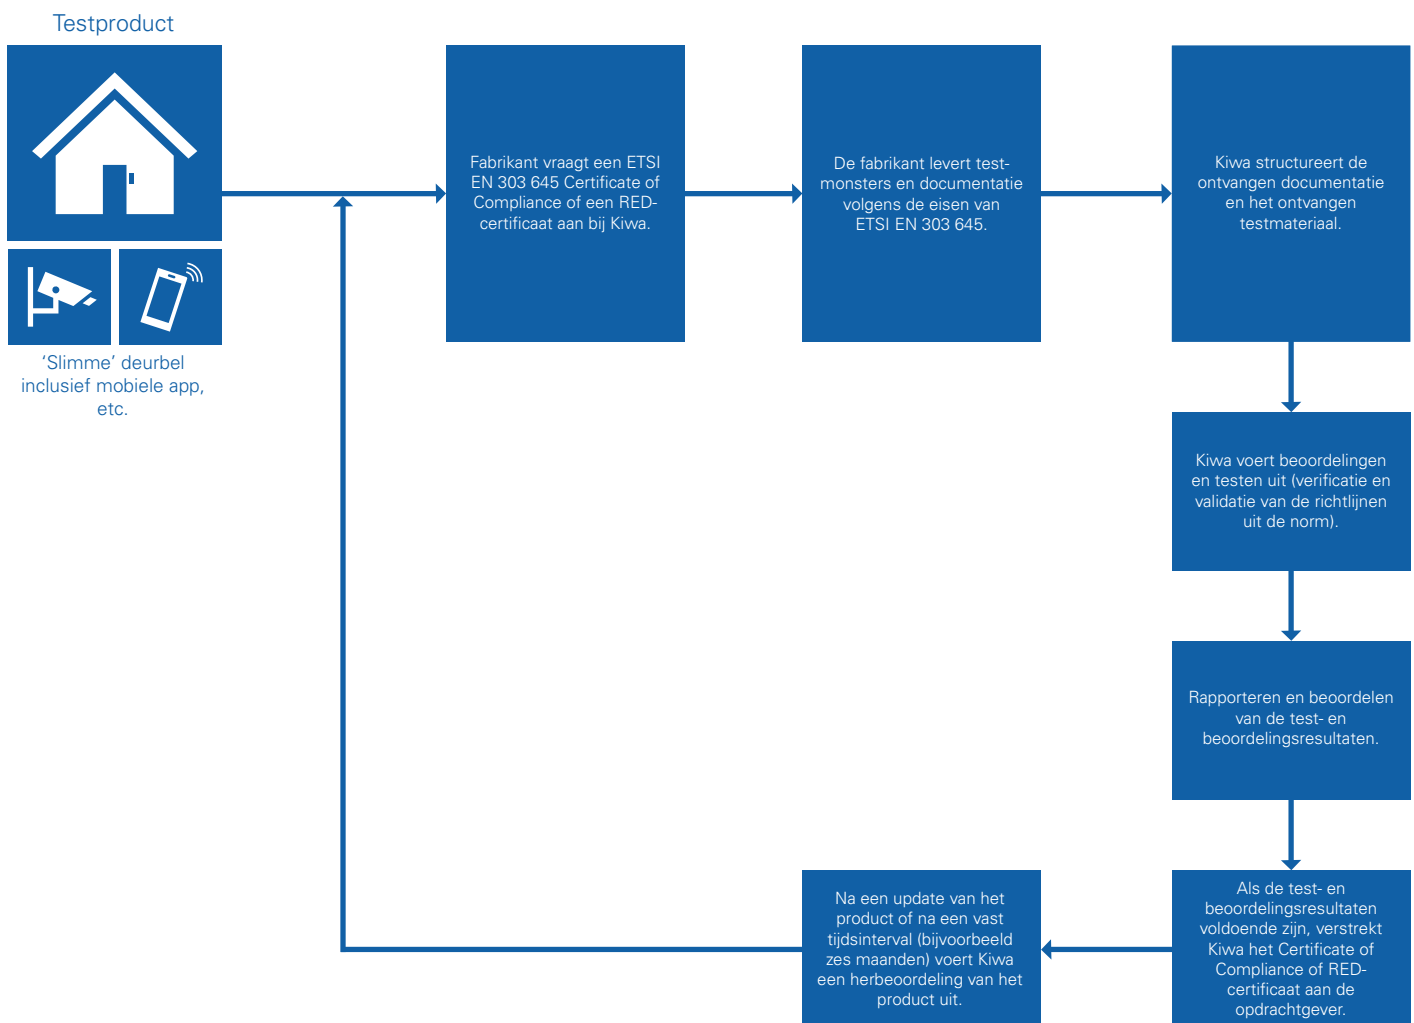 Testproduct
'Slimme' deurbel
inclusief mobiele app,
etc.
Fabrikant vraagt een ETSI
EN 303 645 Certificate of
Compliance of een RED-
certificaat aan bij Kiwa.
De fabrikant levert test-
monsters en documentatie
volgens de eisen van
ETSI EN 303 645.
Kiwa structureert de
ontvangen documentatie
en het ontvangen
testmateriaal.
Kiwa voert beoordelingen
en testen uit (verificatie en
validatie van de richtlijnen
uit de norm).
Rapporteren en beoordelen
van de test- en
beoordelingsresultaten.
Als de test- en
beoordelingsresultaten
voldoende zijn, verstrekt
Kiwa het Certificate of
Compliance of RED-
certificaat aan de
opdrachtgever.
Na een update van het
product of na een vast
tijdsinterval (bijvoorbeeld
zes maanden) voert Kiwa
een herbeoordeling van het
product uit.